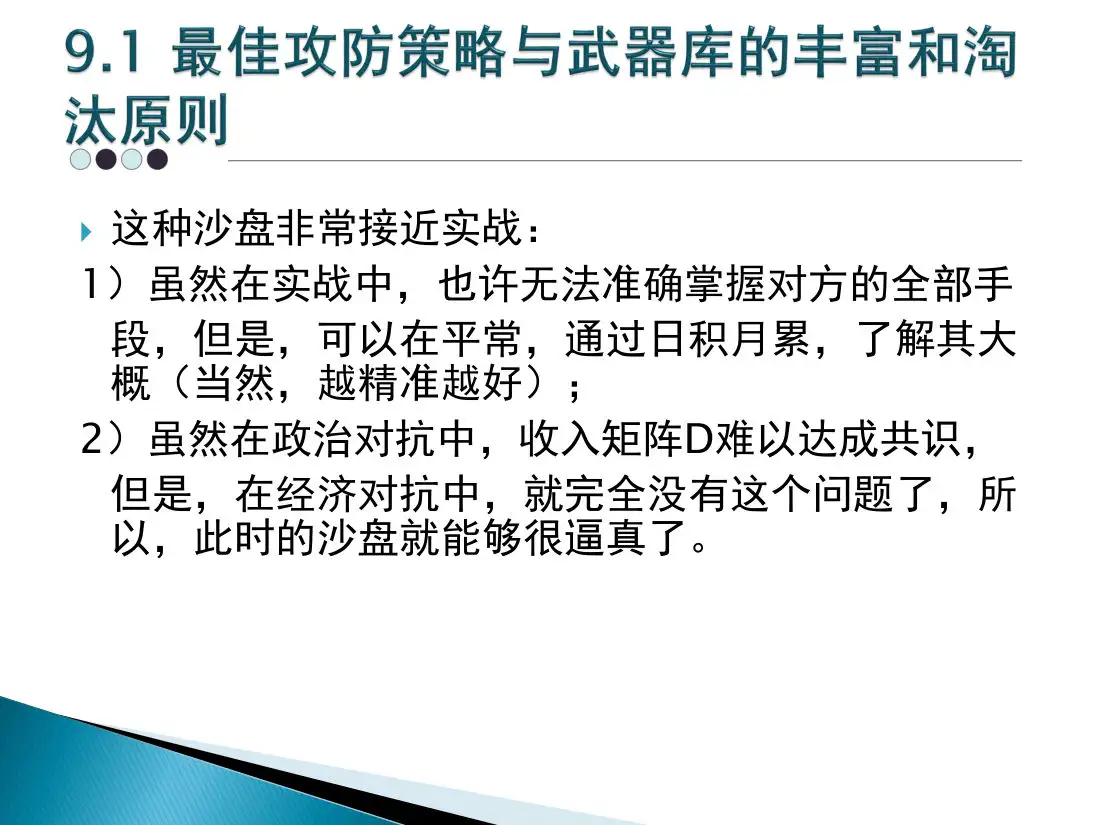 9.1 最佳攻防策略与武器库的丰富和淘
汰原则
这种沙盘非常接近实战：
1）虽然在实战中，也许无法准确掌握对方的全部手
段，但是，可以在平常，通过日积月累，了解其大
概（当然，越精准越好）；
2）虽然在政治对抗中，收入矩阵D难以达成共识，
但是，在经济对抗中，就完全没有这个问题了，所
以，此时的沙盘就能够很逼真了。